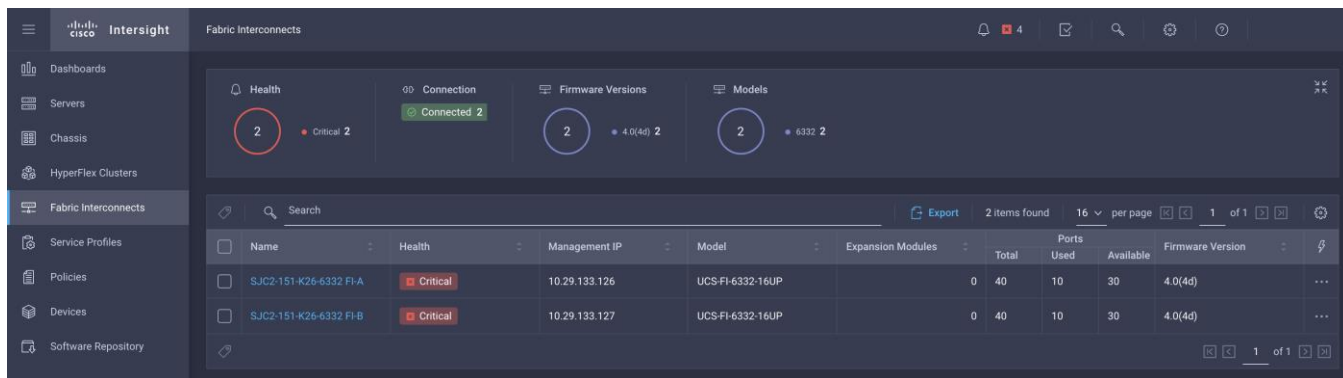 cisco Intersight Fabric Interconnects 4
Dashboards
Servers
Chassis
HyperFlex Clusters
Fabric Interconnects
Service Profiles
Policies
Devices
Software Repository
Health Connection Firmware Versions Models
Connected 2
2 Critical 2 2 4.0(4d) 2 2 6332 2
Search Export 2 items found 16 per page 1 of 1
Name Health Management IP Model Expansion Modules Ports Firmware Version
Total Used Available
SJC2-151-K26-6332 FI-A Critical 10.29.133.126 UCS-FI-6332-16UP 0 40 10 30 4.0(4d)
SJC2-151-K26-6332 FI-B Critical 10.29.133.127 UCS-FI-6332-16UP 0 40 10 30 4.0(4d)
1 of 1